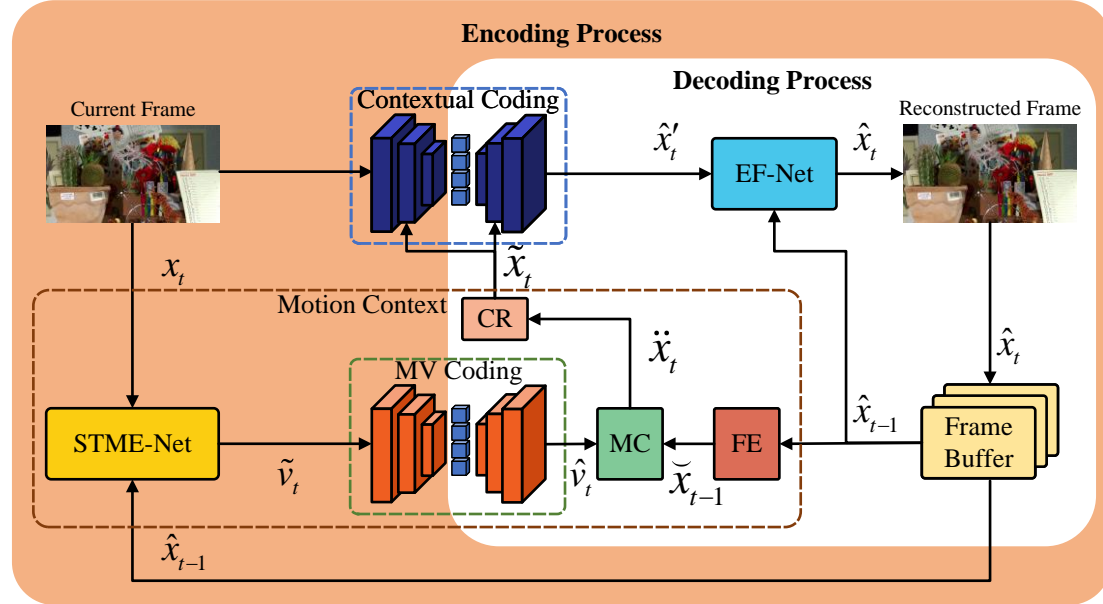 Encoding Process
Decoding Process
Current Frame
Contextual Coding
Reconstructed Frame
x̂′ₜ
x̂ₜ
EF-Net
xₜ
x̃ₜ
Motion Context
CR
ẍₜ
x̂ₜ
MV Coding
STME-Net
ṽₜ
v̂ₜ
MC
x̆ₜ₋₁
FE
x̂ₜ₋₁
Frame
Buffer
x̂ₜ₋₁